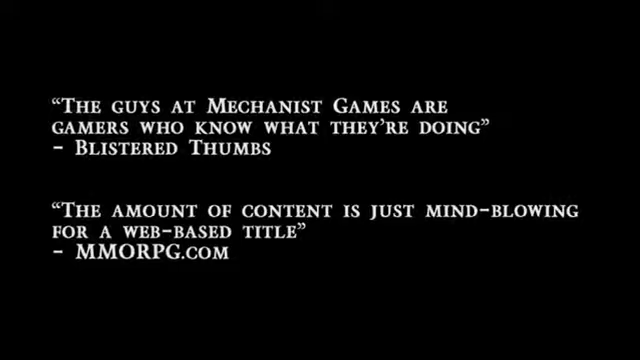 “The guys at Mechanist Games are
gamers who know what they’re doing”
– Blistered Thumbs
“The amount of content is just mind-blowing
for a web-based title”
– MMORPG.com